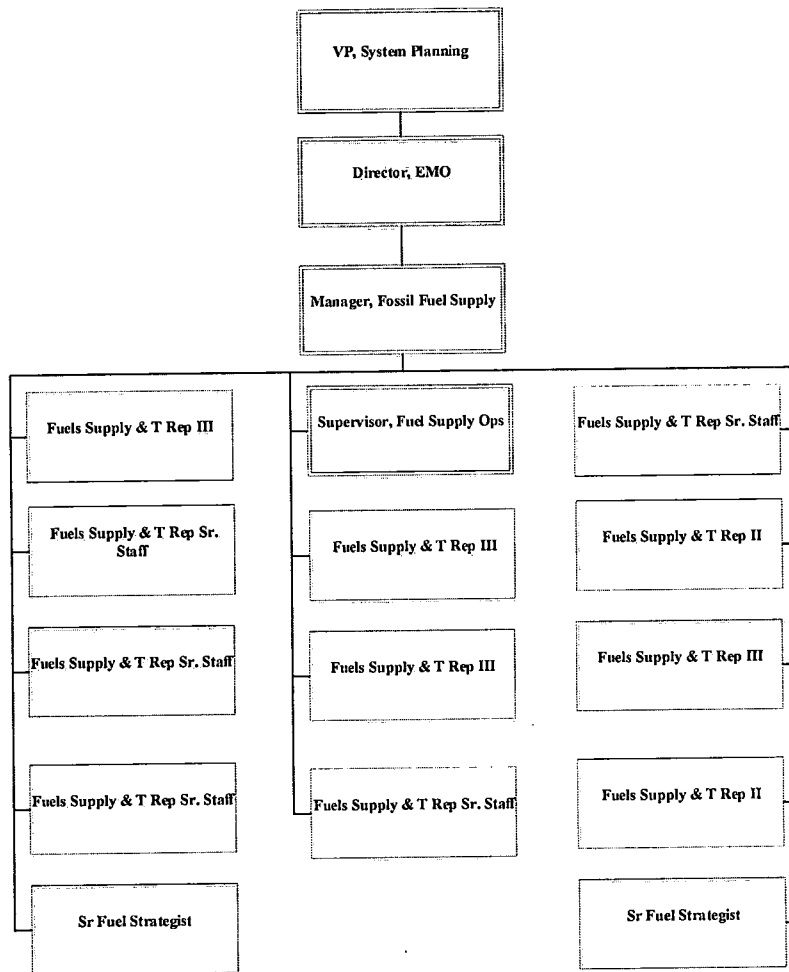 VP, System Planning
Director, EMO
Manager, Fossil Fuel Supply
Fuels Supply & T Rep III
Supervisor, Fuel Supply Ops
Fuels Supply & T Rep Sr. Staff
Fuels Supply & T Rep Sr.
Staff
Fuels Supply & T Rep III
Fuels Supply & T Rep II
Fuels Supply & T Rep Sr. Staff
Fuels Supply & T Rep III
Fuels Supply & T Rep III
Fuels Supply & T Rep Sr. Staff
Fuels Supply & T Rep Sr. Staff
Fuels Supply & T Rep II
Sr Fuel Strategist
Sr Fuel Strategist